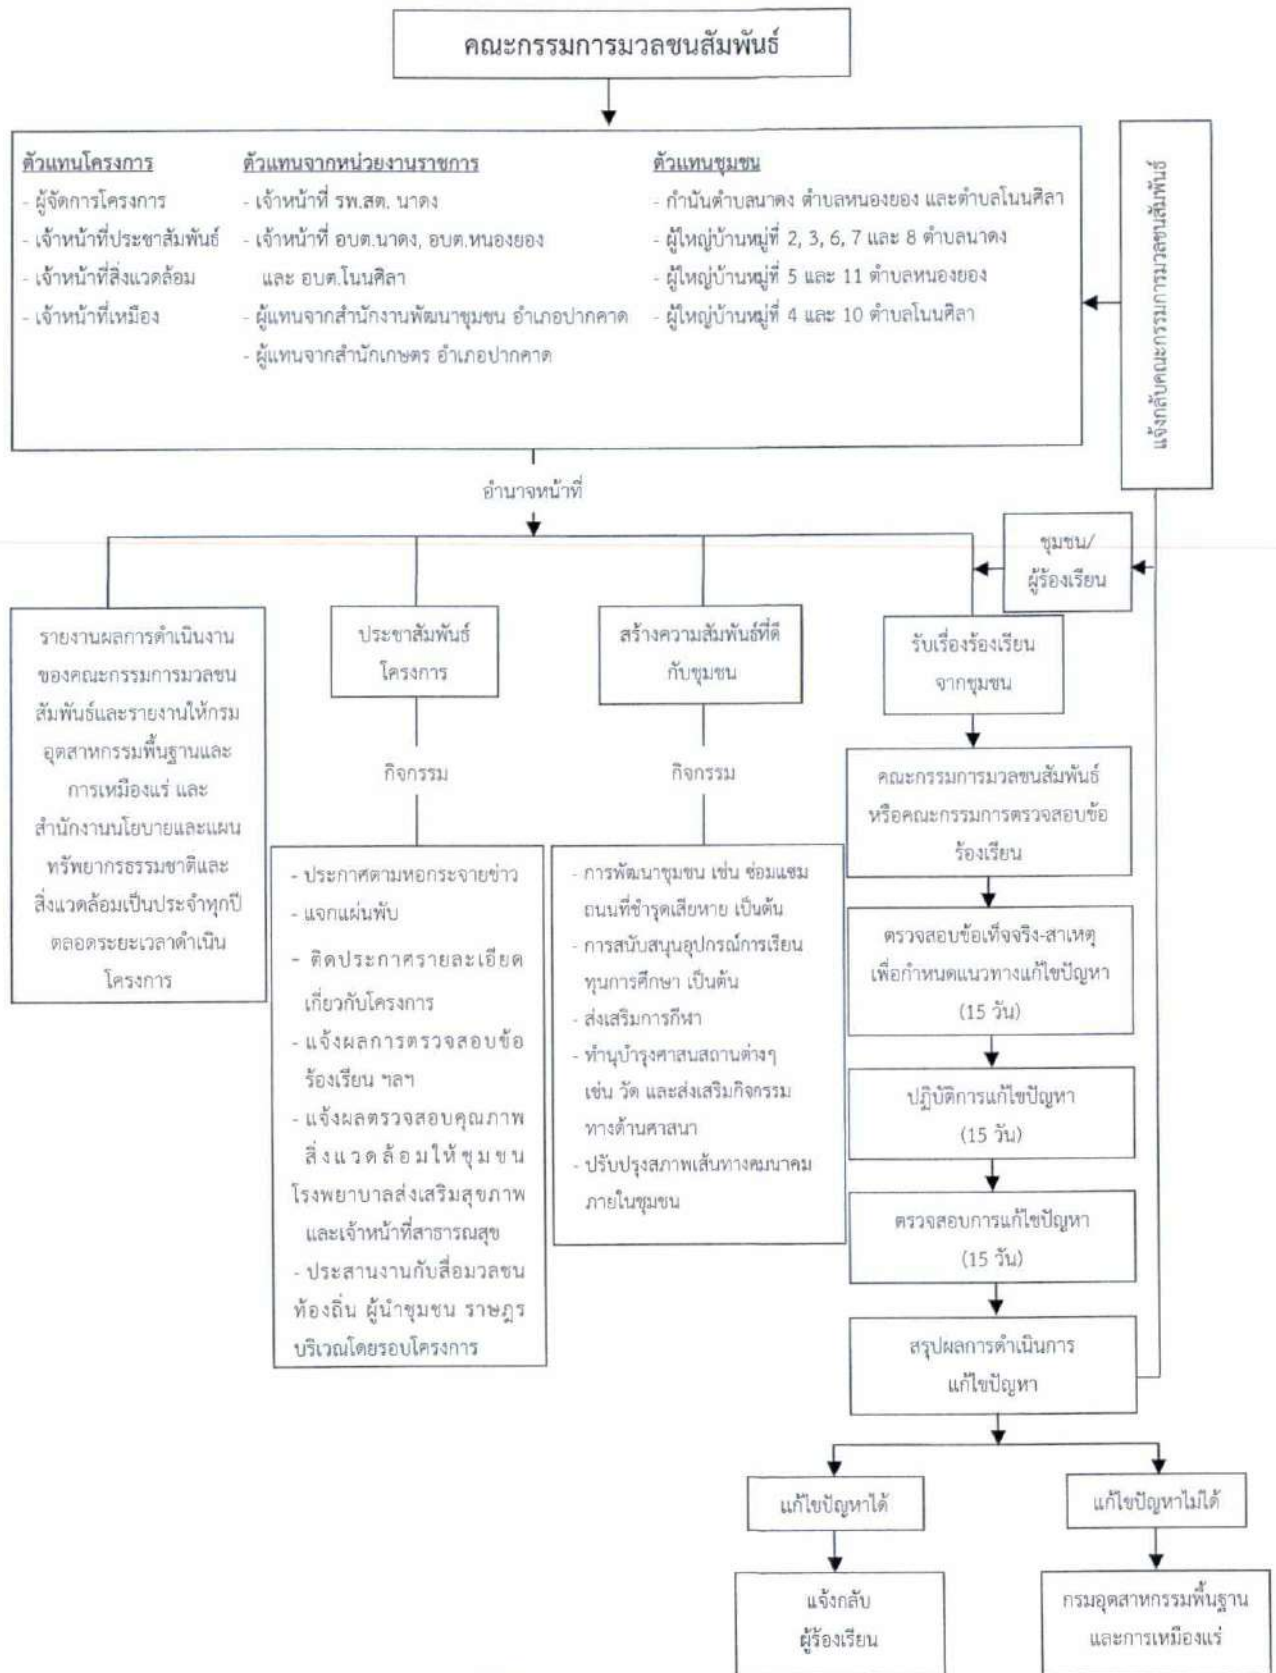 คณะกรรมการมวลชนสัมพันธ์
ตัวแทนโครงการ
- ผู้จัดการโครงการ
- เจ้าหน้าที่ประชาสัมพันธ์
- เจ้าหน้าที่สิ่งแวดล้อม
- เจ้าหน้าที่เหมือง
ตัวแทนจากหน่วยงานราชการ
- เจ้าหน้าที่ รพ.สต. นาดง
- เจ้าหน้าที่ อบต.นาดง, อบต.หนองยอง
และ อบต.โนนศิลา
- ผู้แทนจากสำนักงานพัฒนาชุมชน อำเภอปากคาด
- ผู้แทนจากสำนักเกษตร อำเภอปากคาด
ตัวแทนชุมชน
- กำนันตำบลนาดง ตำบลหนองยอง และตำบลโนนศิลา
- ผู้ใหญ่บ้านหมู่ที่ 2, 3, 6, 7 และ 8 ตำบลนาดง
- ผู้ใหญ่บ้านหมู่ที่ 5 และ 11 ตำบลหนองยอง
- ผู้ใหญ่บ้านหมู่ที่ 4 และ 10 ตำบลโนนศิลา
แจ้งกลับคณะกรรมการมวลชนสัมพันธ์
อำนาจหน้าที่
ชุมชน/
ผู้ร้องเรียน
รายงานผลการดำเนินงาน
ของคณะกรรมการมวลชน
สัมพันธ์และรายงานให้กรม
อุตสาหกรรมพื้นฐานและ
การเหมืองแร่ และ
สำนักงานนโยบายและแผน
ทรัพยากรธรรมชาติและ
สิ่งแวดล้อมเป็นประจำทุกปี
ตลอดระยะเวลาดำเนิน
โครงการ
ประชาสัมพันธ์
โครงการ
กิจกรรม
- ประกาศตามหอกระจายข่าว
- แจกแผ่นพับ
- ติดประกาศรายละเอียด
เกี่ยวกับโครงการ
- แจ้งผลการตรวจสอบข้อ
ร้องเรียน ฯลฯ
- แจ้งผลตรวจสอบคุณภาพ
สิ่งแวดล้อมให้ชุมชน
โรงพยาบาลส่งเสริมสุขภาพ
และเจ้าหน้าที่สาธารณสุข
- ประสานงานกับสื่อมวลชน
ท้องถิ่น ผู้นำชุมชน ราษฎร
บริเวณโดยรอบโครงการ
สร้างความสัมพันธ์ที่ดี
กับชุมชน
กิจกรรม
- การพัฒนาชุมชน เช่น ซ่อมแซม
ถนนที่ชำรุดเสียหาย เป็นต้น
- การสนับสนุนอุปกรณ์การเรียน
ทุนการศึกษา เป็นต้น
- ส่งเสริมการกีฬา
- ทำนุบำรุงศาสนสถานต่างๆ
เช่น วัด และส่งเสริมกิจกรรม
ทางด้านศาสนา
- ปรับปรุงสภาพเส้นทางคมนาคม
ภายในชุมชน
รับเรื่องร้องเรียน
จากชุมชน
คณะกรรมการมวลชนสัมพันธ์
หรือคณะกรรมการตรวจสอบข้อ
ร้องเรียน
ตรวจสอบข้อเท็จจริง-สาเหตุ
เพื่อกำหนดแนวทางแก้ไขปัญหา
(15 วัน)
ปฏิบัติการแก้ไขปัญหา
(15 วัน)
ตรวจสอบการแก้ไขปัญหา
(15 วัน)
สรุปผลการดำเนินการ
แก้ไขปัญหา
แก้ไขปัญหาได้
แก้ไขปัญหาไม่ได้
แจ้งกลับ
ผู้ร้องเรียน
กรมอุตสาหกรรมพื้นฐาน
และการเหมืองแร่